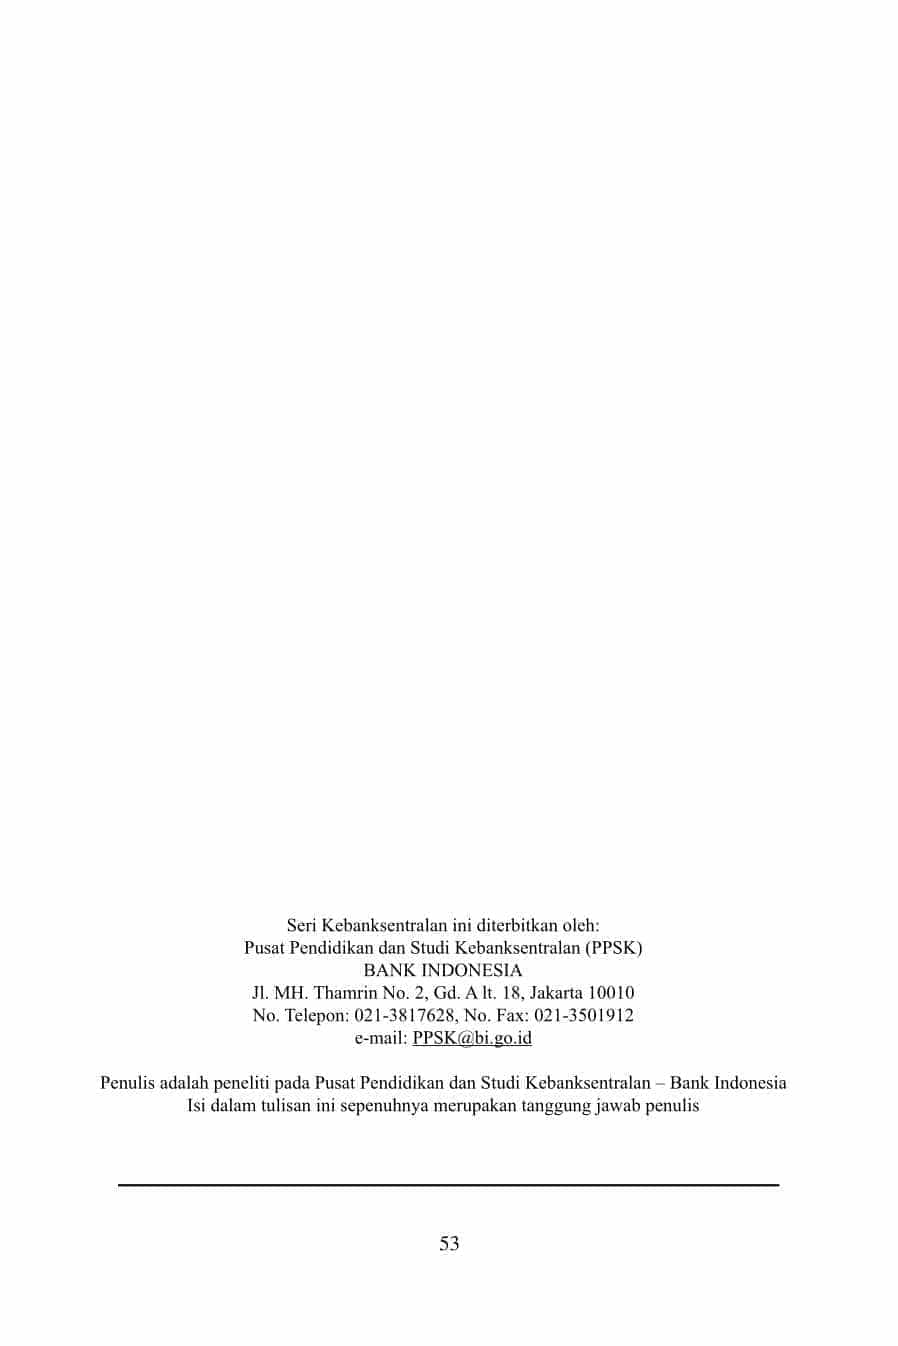 Seri Kebanksentralan ini diterbitkan oleh:
Pusat Pendidikan dan Studi Kebanksentralan (PPSK)
BANK INDONESIA
Jl. MH. Thamrin No. 2, Gd. A lt. 18, Jakarta 10010
No. Telepon: 021-3817628, No. Fax: 021-3501912
e-mail: PPSK@bi.go.id
Penulis adalah peneliti pada Pusat Pendidikan dan Studi Kebanksentralan – Bank Indonesia
Isi dalam tulisan ini sepenuhnya merupakan tanggung jawab penulis
53